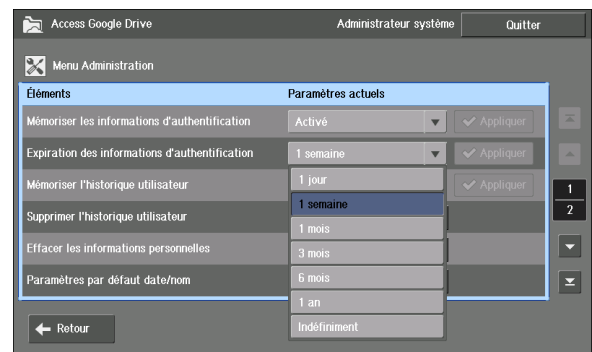 Access Google Drive Administrateur système Quitter
Menu Administration
Éléments Paramètres actuels
Mémoriser les informations d'authentification Activé Appliquer
Expiration des informations d'authentification 1 semaine Appliquer
Mémoriser l'historique utilisateur 1 jour Appliquer
1 semaine
1
Supprimer l'historique utilisateur 1 mois
2
Effacer les informations personnelles 3 mois
Paramètres par défaut date/nom 6 mois
1 an
Retour Indéfiniment